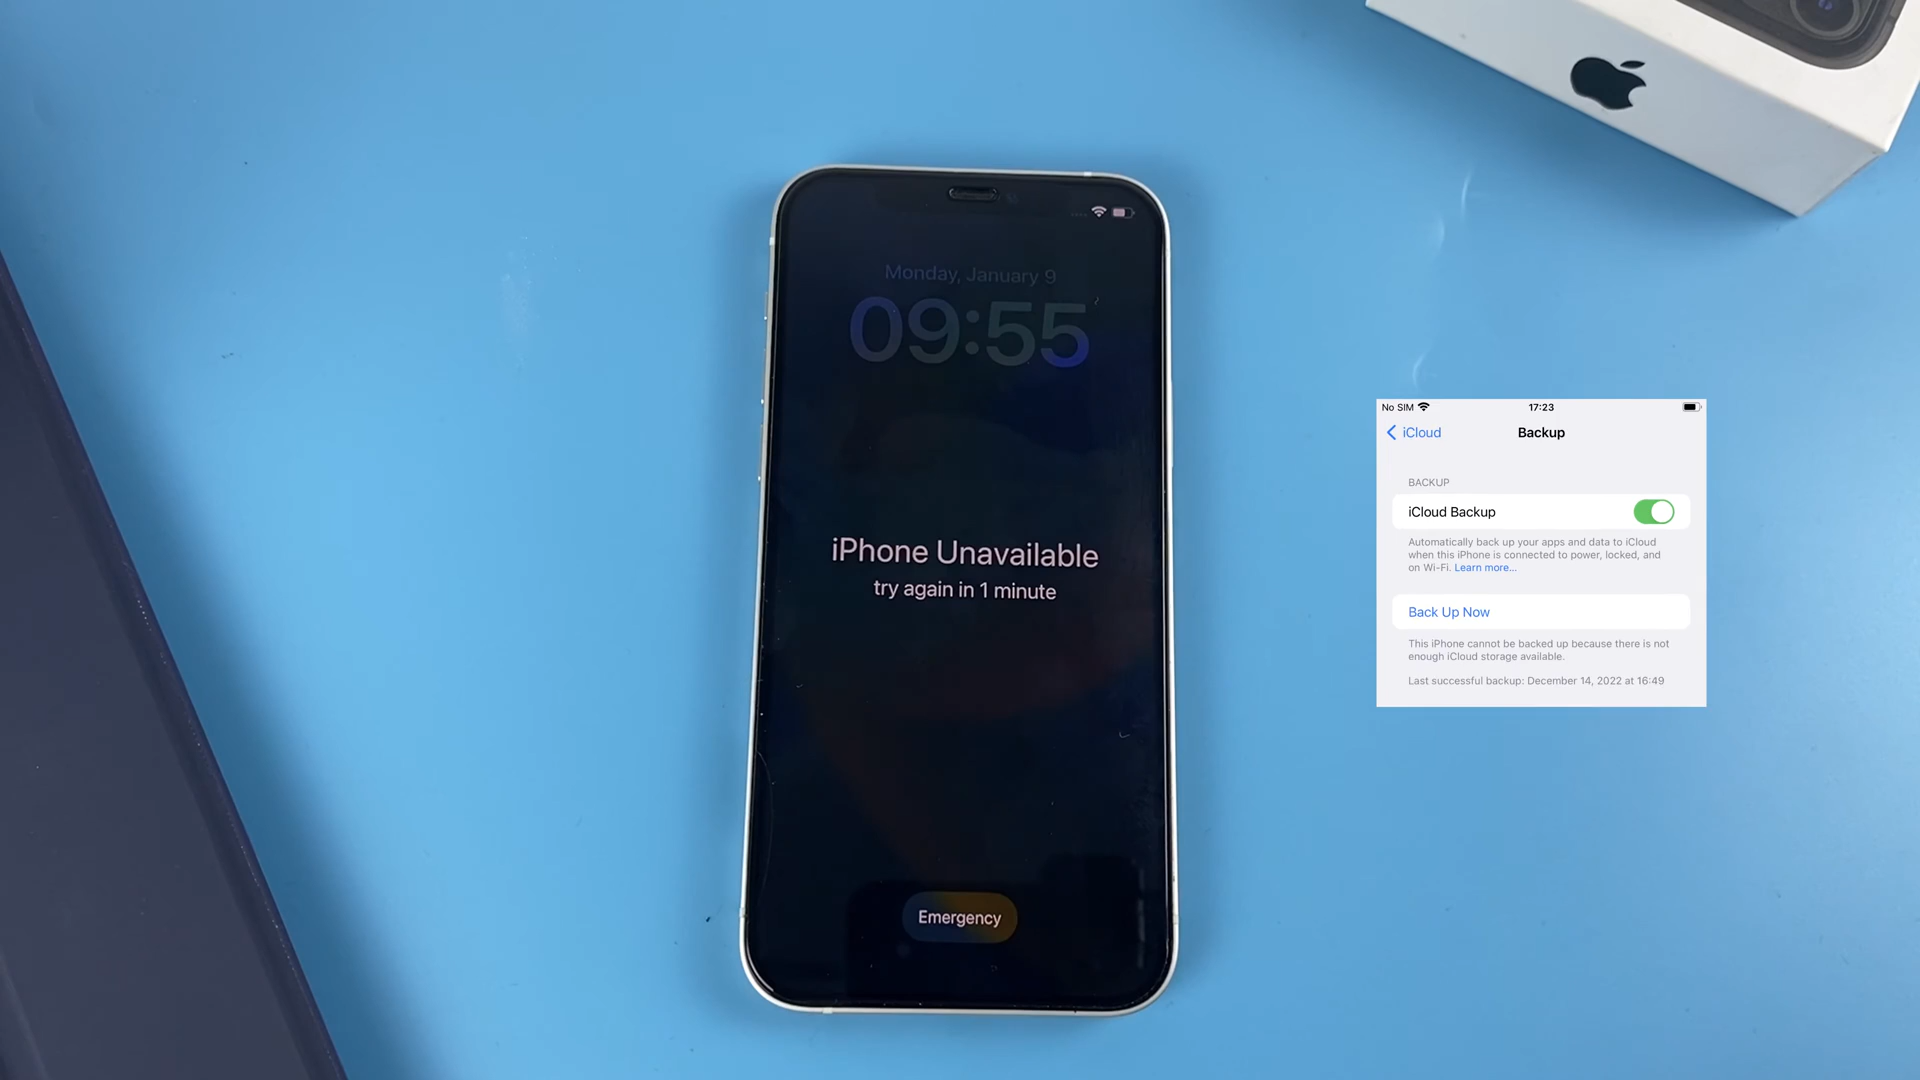 Monday, January 9
09:55
iPhone Unavailable
try again in 1 minute
Emergency
No SIM
17:23
iCloud
Backup
BACKUP
iCloud Backup
Automatically back up your apps and data to iCloud
when this iPhone is connected to power, locked, and
on Wi-Fi. Learn more...
Back Up Now
This iPhone cannot be backed up because there is not
enough iCloud storage available.
Last successful backup: December 14, 2022 at 16:49